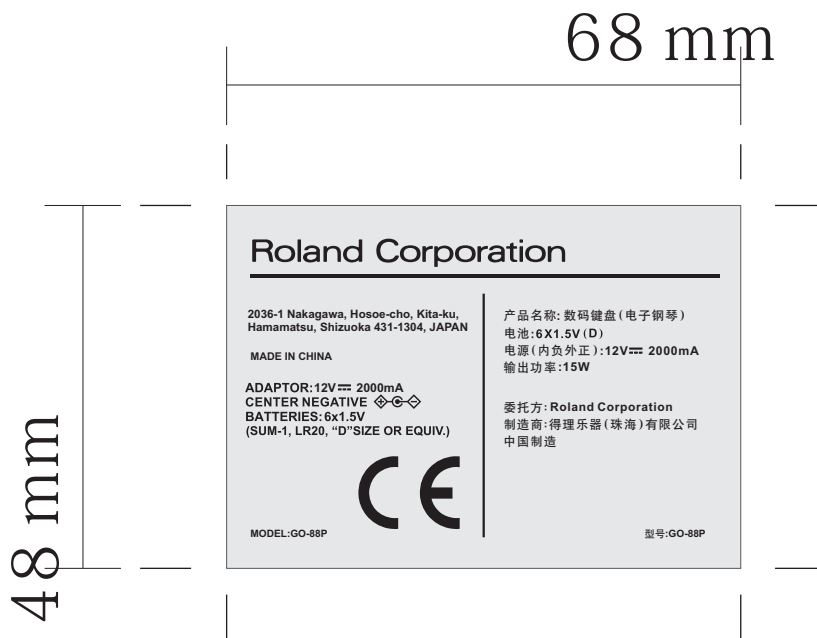 68 mm
48 mm
Roland Corporation
2036-1 Nakagawa, Hosoe-cho, Kita-ku,
Hamamatsu, Shizuoka 431-1304, JAPAN
MADE IN CHINA
ADAPTOR:12V⎓ 2000mA
CENTER NEGATIVE
BATTERIES:6x1.5V
(SUM-1, LR20, “D”SIZE OR EQUIV.)
CE
MODEL:GO-88P
产品名称:数码键盘(电子钢琴)
电池:6X1.5V(D)
电源(内负外正):12V⎓ 2000mA
输出功率:15W
委托方:Roland Corporation
制造商:得理乐器(珠海)有限公司
中国制造
型号:GO-88P